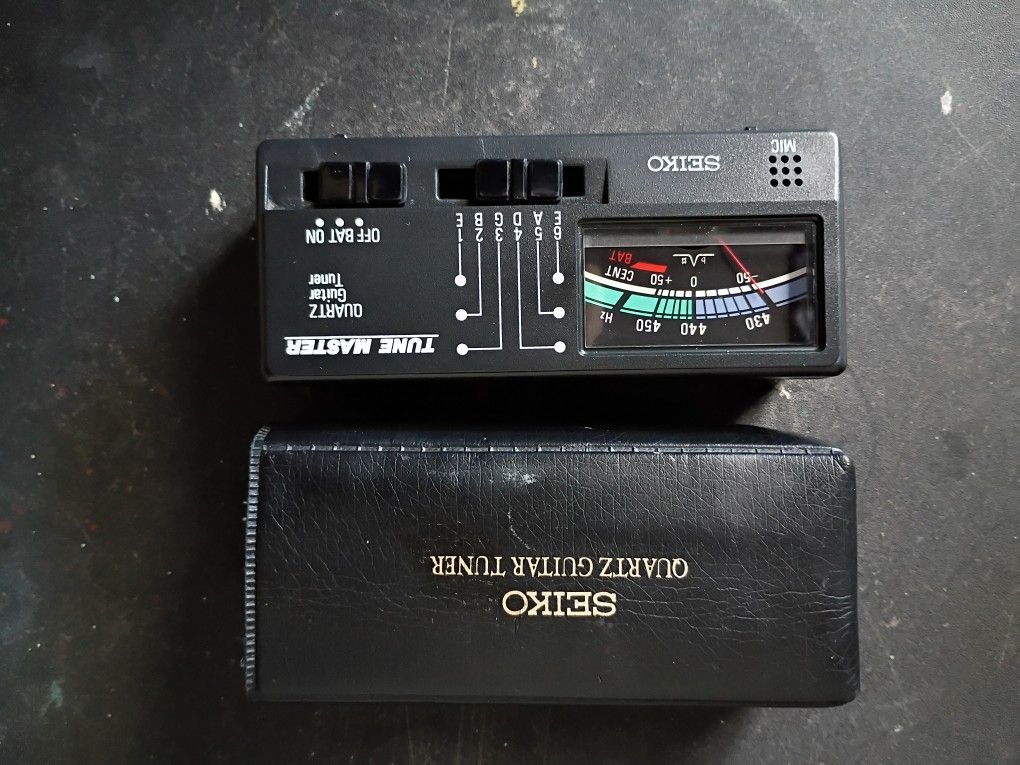 SEIKO
QUARTZ GUITAR TUNER
TUNE MASTER
QUARTZ
Guitar
Tuner
430 440 450 Hz
-50 0 +50 CENT
♭ ♯
BAT.
6 5 4 3 2 1
E A D G B E
OFF BAT ON
MIC
SEIKO